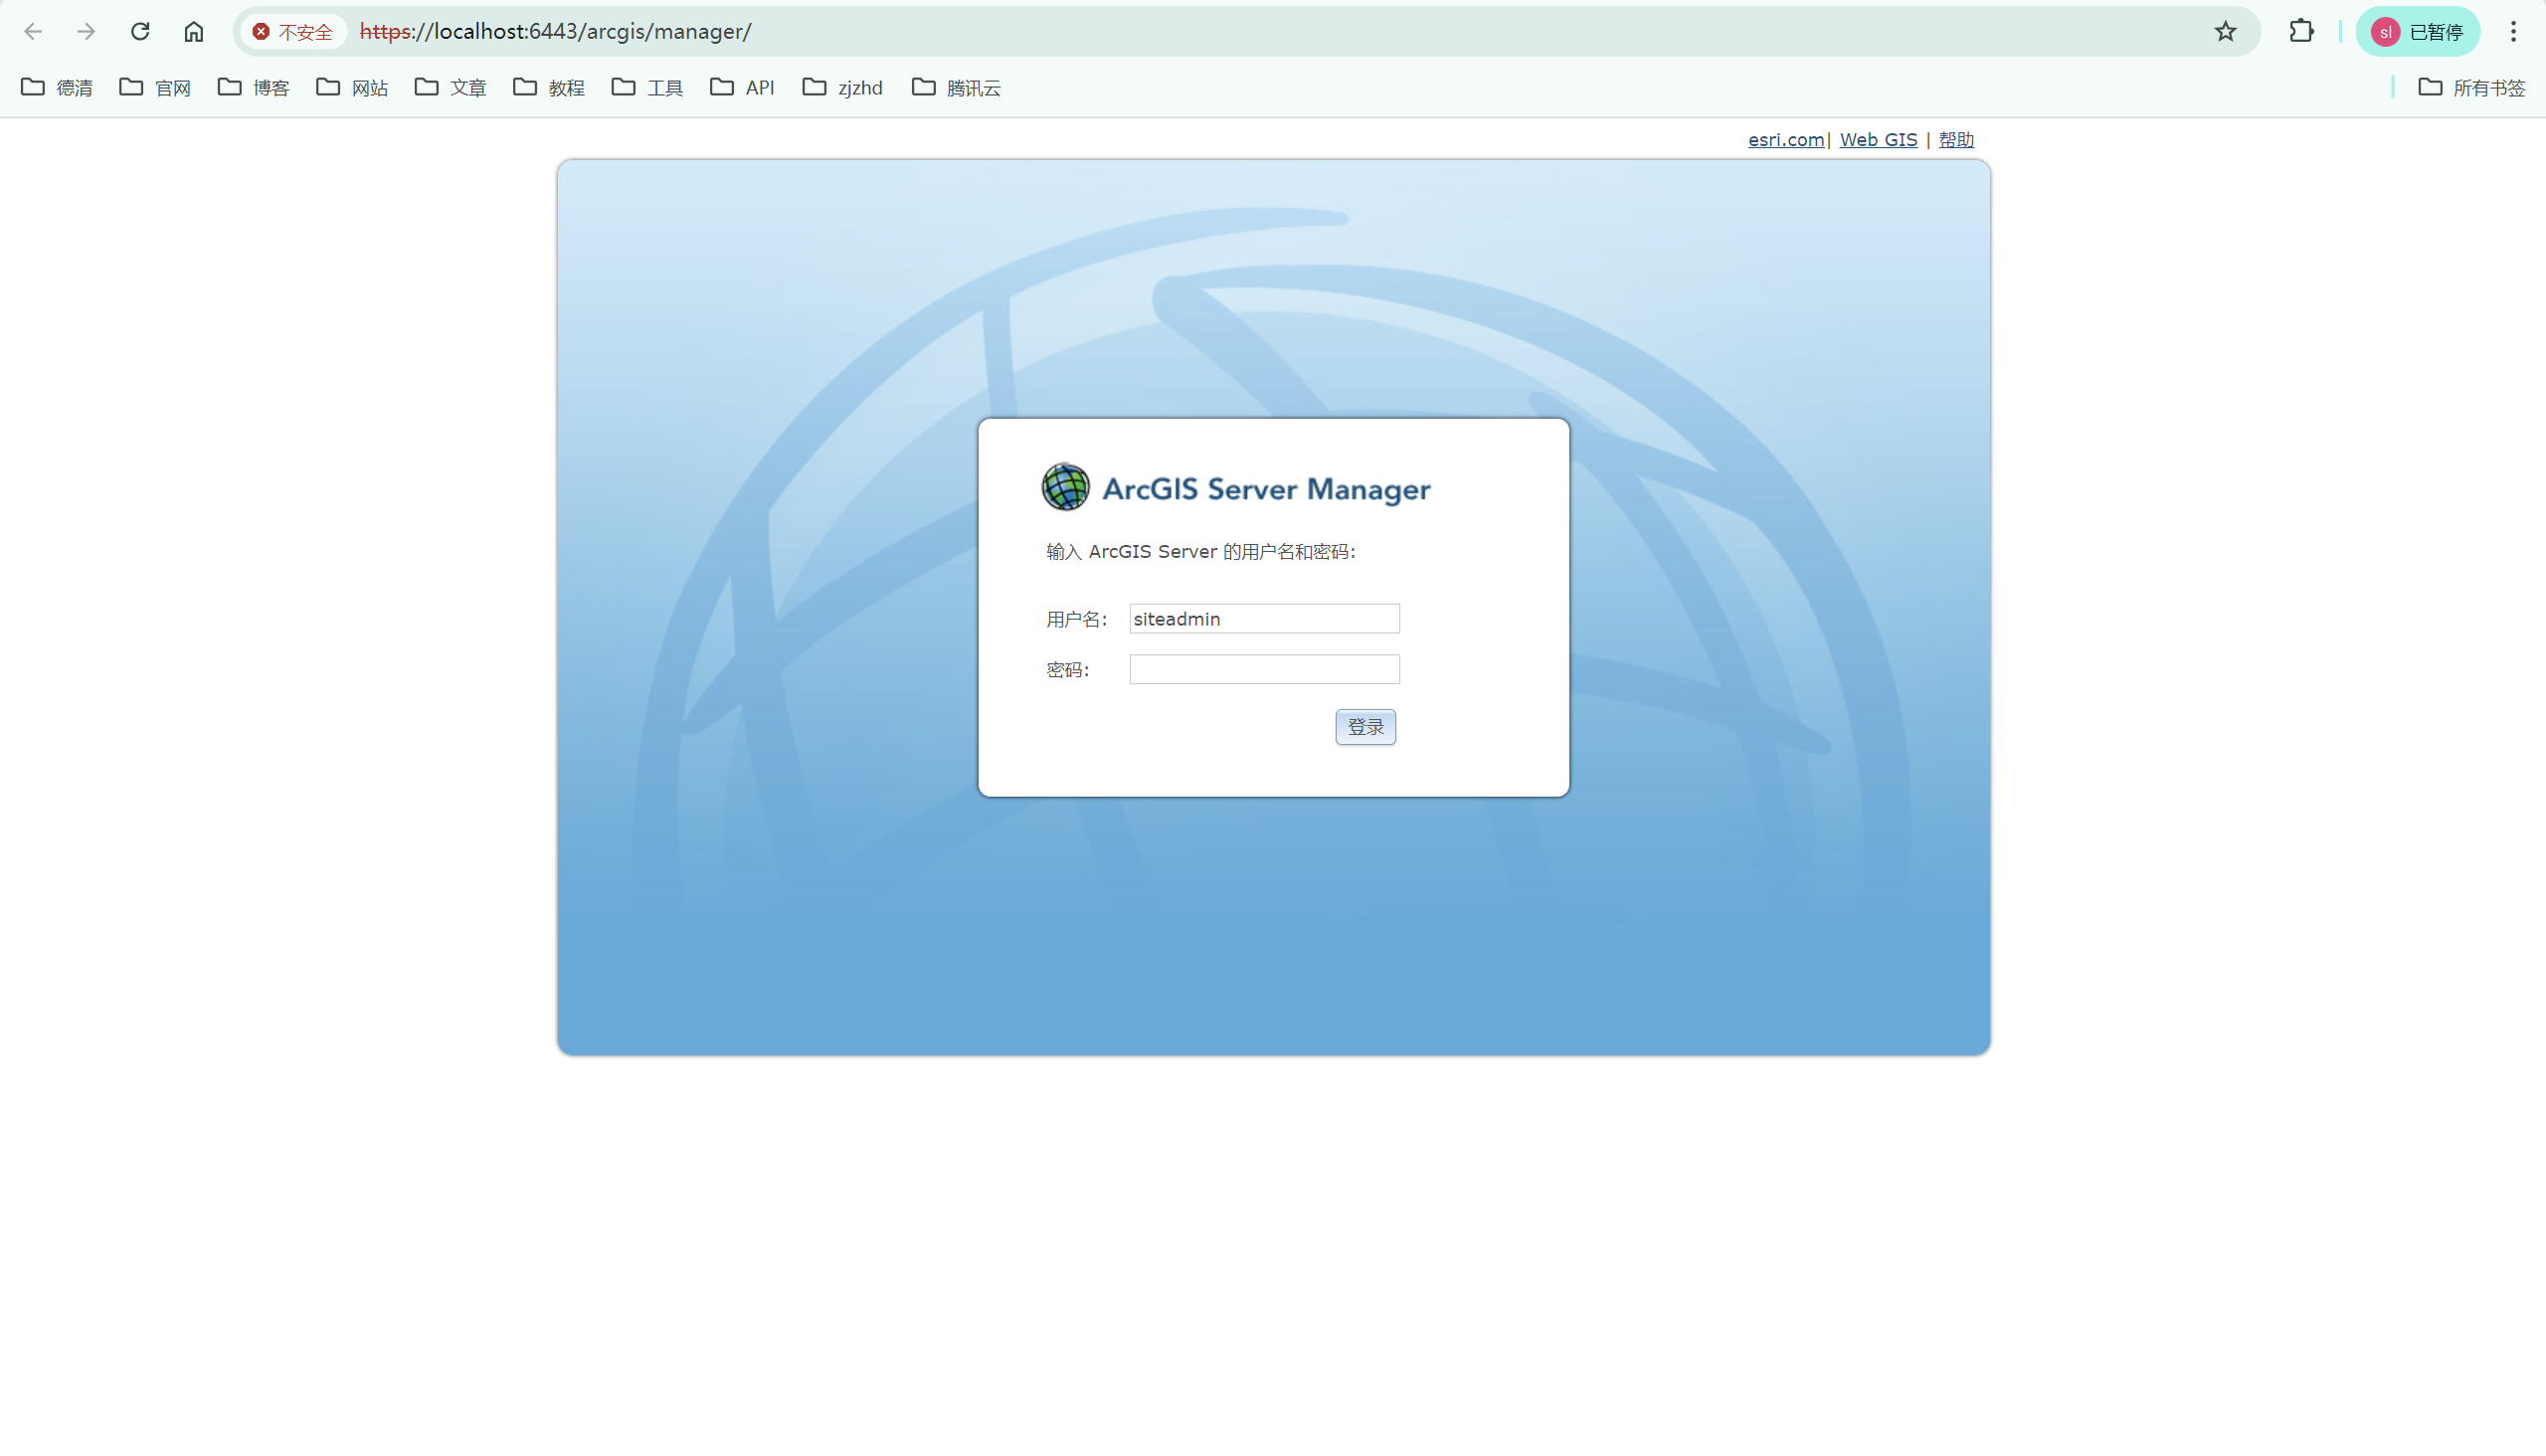 不安全 https://localhost:6443/arcgis/manager/ sl 已暂停
德清 官网 博客 网站 文章 教程 工具 API zjzhd 腾讯云 所有书签
esri.com| Web GIS | 帮助
ArcGIS Server Manager
输入 ArcGIS Server 的用户名和密码:
用户名: siteadmin
密码:
登录